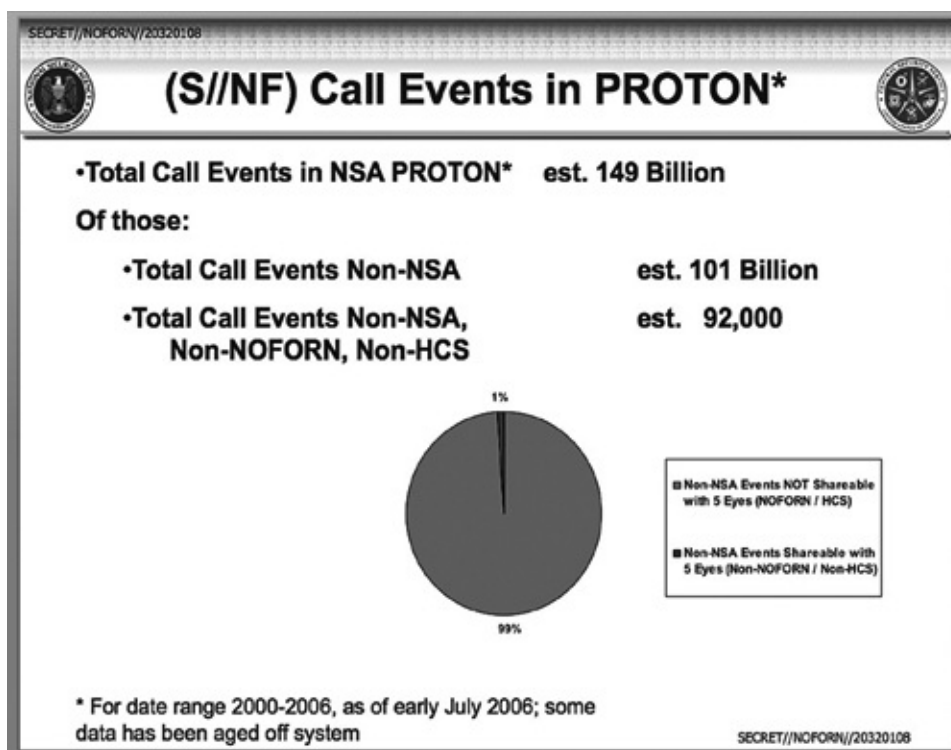 SECRET//NOFORN//20320108
(S//NF) Call Events in PROTON*
•Total Call Events in NSA PROTON* est. 149 Billion
Of those:
•Total Call Events Non-NSA est. 101 Billion
•Total Call Events Non-NSA, est. 92,000
Non-NOFORN, Non-HCS
1%
Non-NSA Events NOT Shareable
with 5 Eyes (NOFORN / HCS)
Non-NSA Events Shareable with
5 Eyes (Non-NOFORN / Non-HCS)
99%
* For date range 2000-2006, as of early July 2006; some
data has been aged off system
SECRET//NOFORN//20320108